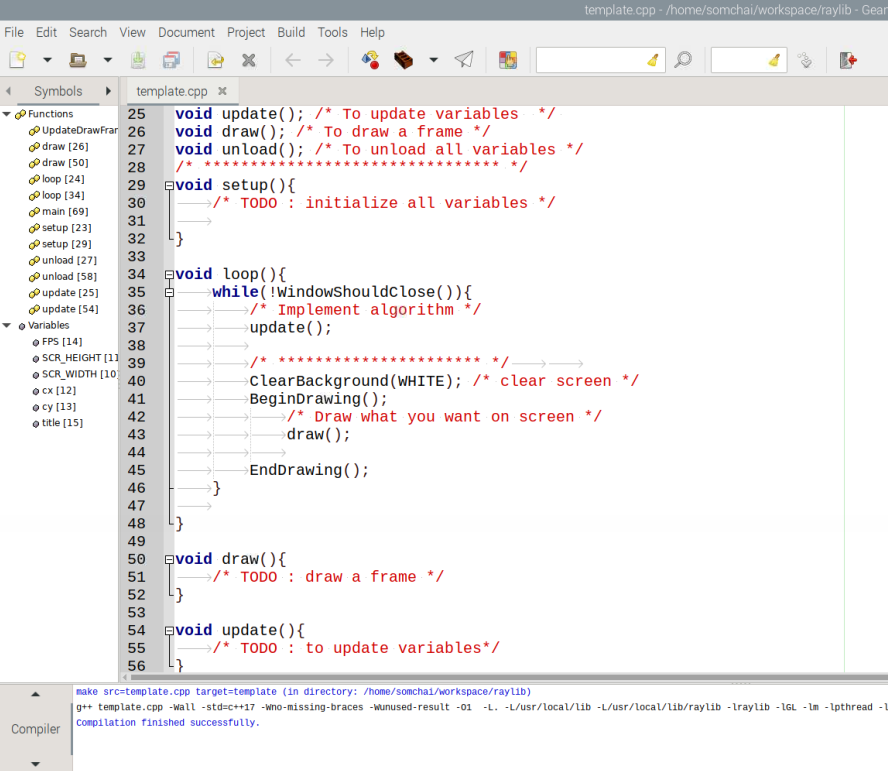 template.cpp - /home/somchai/workspace/raylib - Gean
File Edit Search View Document Project Build Tools Help
Symbols
template.cpp
Functions
UpdateDrawFrar
draw [26]
draw [50]
loop [24]
loop [34]
main [69]
setup [23]
setup [29]
unload [27]
unload [58]
update [25]
update [54]
Variables
FPS [14]
SCR_HEIGHT [11
SCR_WIDTH [10]
cx [12]
cy [13]
title [15]
25 void update(); /* To update variables  */
26 void draw(); /* To draw a frame */
27 void unload(); /* To unload all variables */
28 /* ******************************** */
29 void setup(){
30 /* TODO : initialize all variables */
31
32 }
33
34 void loop(){
35 while(!WindowShouldClose()){
36 /* Implement algorithm */
37 update();
38
39 /* ********************** */
40 ClearBackground(WHITE); /* clear screen */
41 BeginDrawing();
42 /* Draw what you want on screen */
43 draw();
44
45 EndDrawing();
46 }
47
48 }
49
50 void draw(){
51 /* TODO : draw a frame */
52 }
53
54 void update(){
55 /* TODO : to update variables*/
56 }
Compiler
make src=template.cpp target=template (in directory: /home/somchai/workspace/raylib)
g++ template.cpp -Wall -std=c++17 -Wno-missing-braces -Wunused-result -O1  -L. -L/usr/local/lib -L/usr/local/lib/raylib -lraylib -lGL -lm -lpthread -l
Compilation finished successfully.